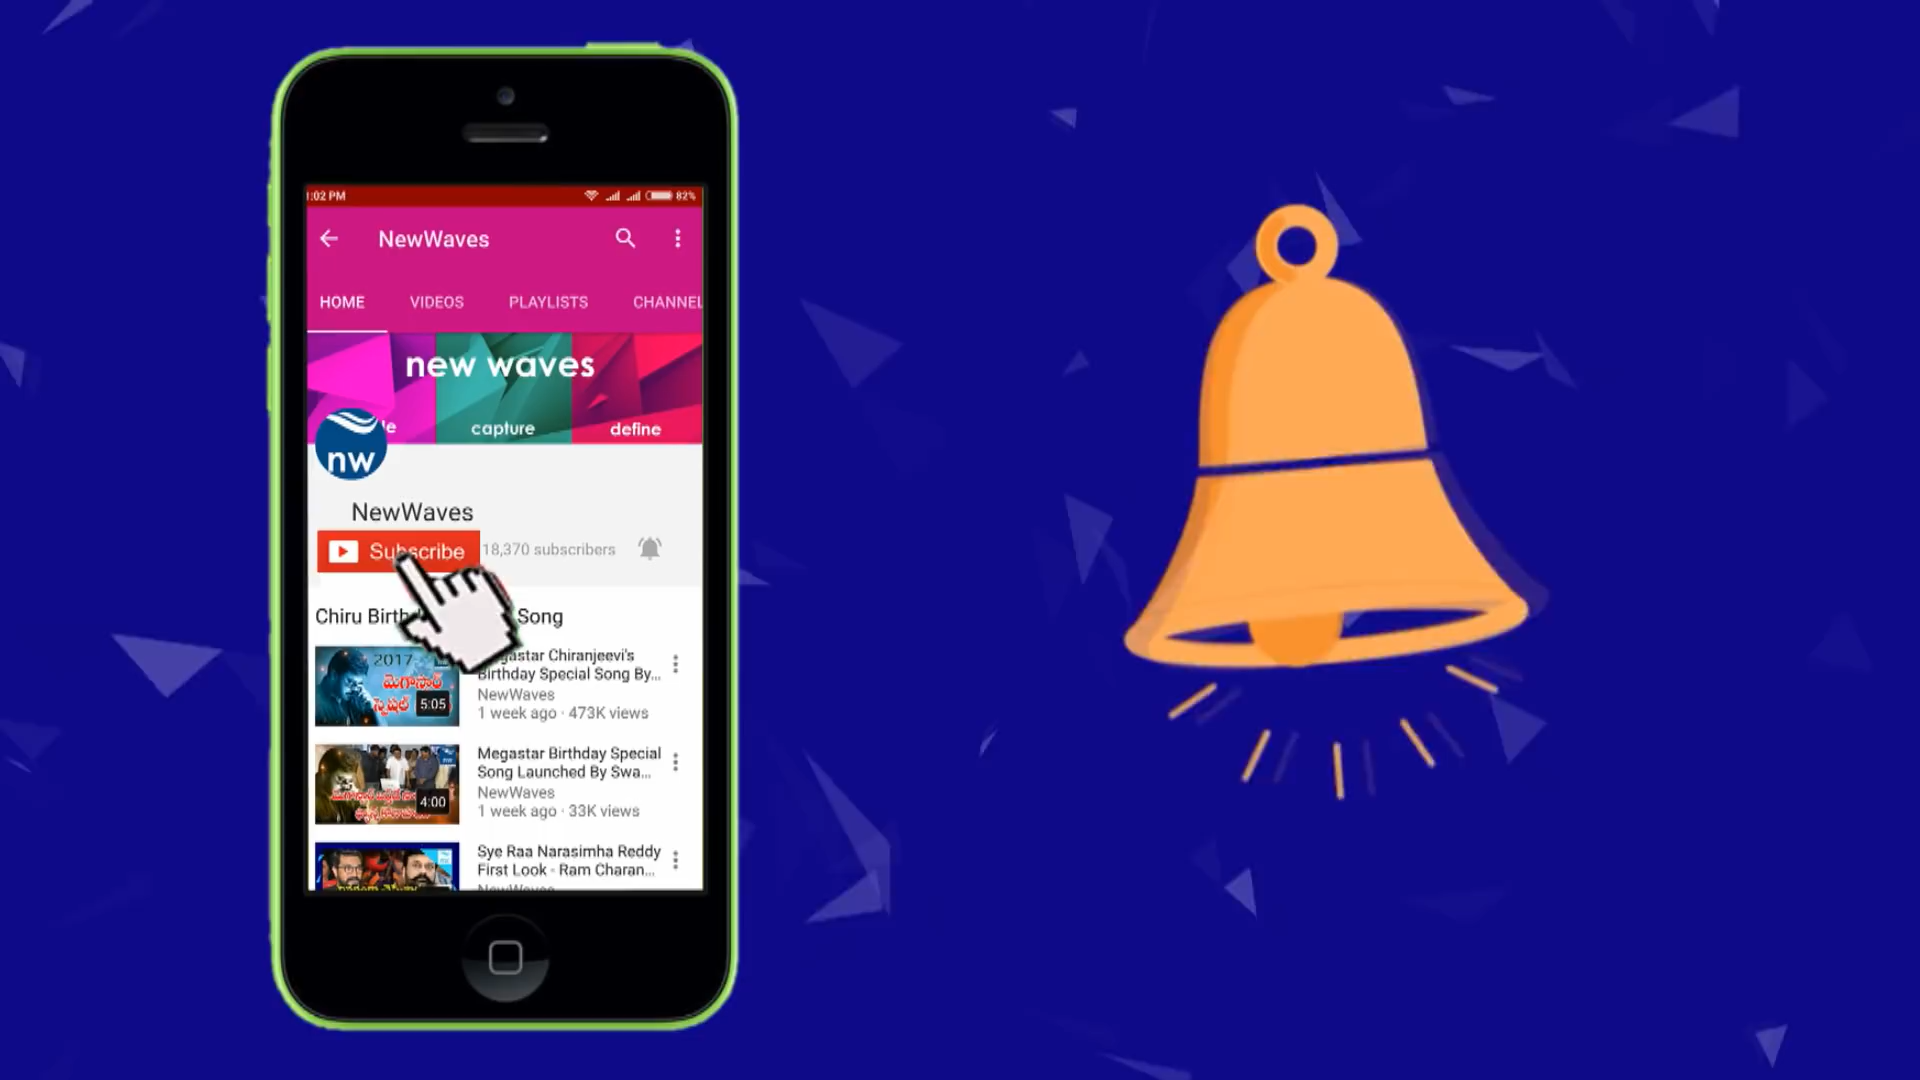 1:02 PM
82%
NewWaves
HOME VIDEOS PLAYLISTS CHANNEL
new waves
capture define
nw
NewWaves
Subscribe 18,370 subscribers
Song
2017
మెగాస్టార్
స్పెషల్
5:05
Chiranjeevi's
Birthday Special Song By...
NewWaves
1 week ago · 473K views
4:00
Megastar Birthday Special
Song Launched By Swa...
NewWaves
1 week ago · 33K views
Sye Raa Narasimha Reddy
First Look - Ram Charan...
NewWaves